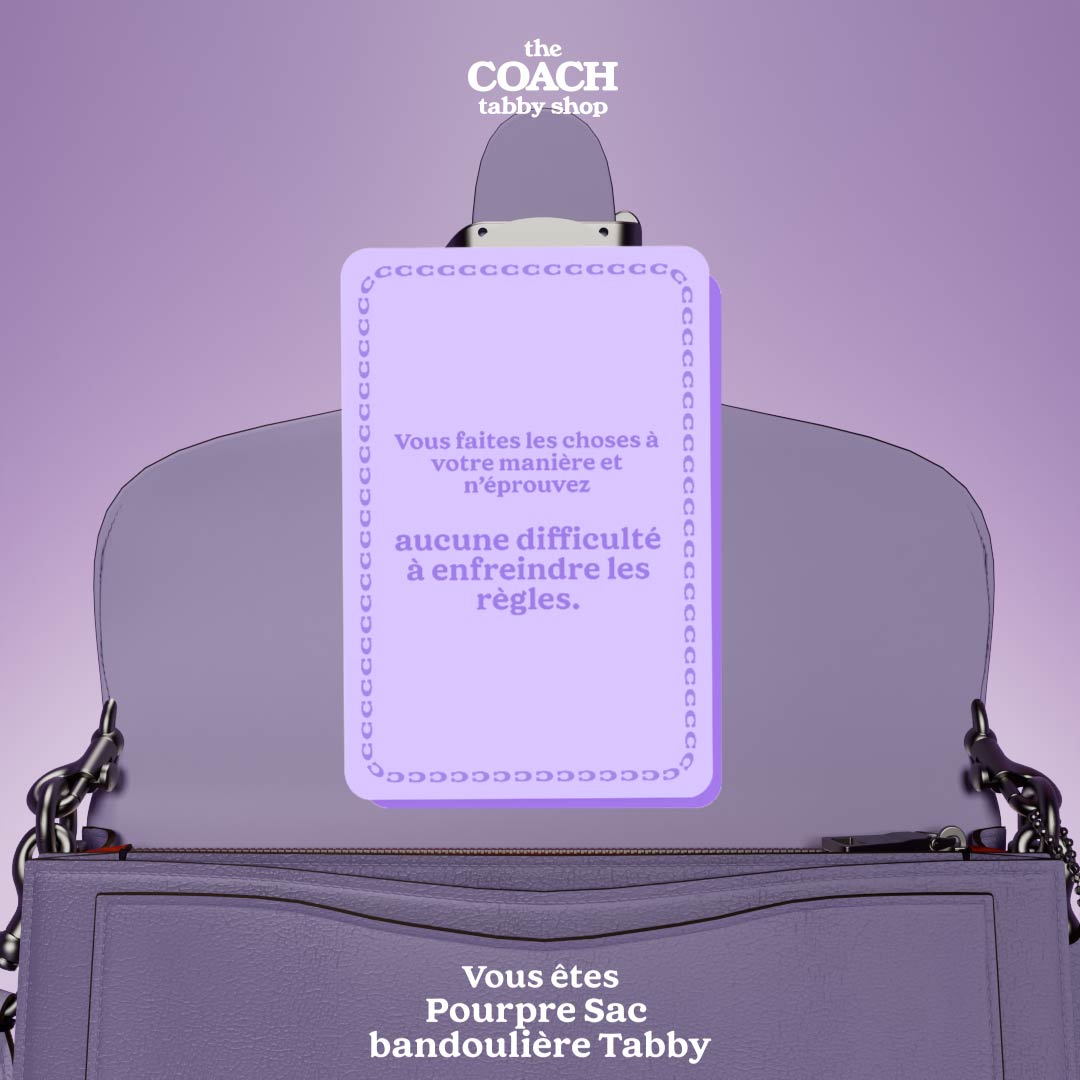 the
COACH
tabby shop
Vous faites les choses à
votre manière et
n’éprouvez
aucune difficulté
à enfreindre les
règles.
Vous êtes
Pourpre Sac
bandoulière Tabby